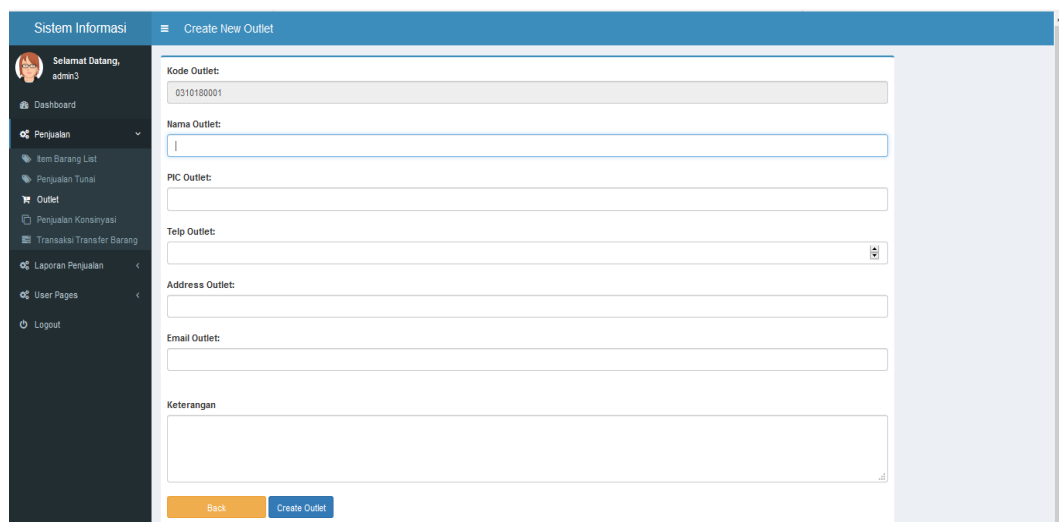 Sistem Informasi
Create New Outlet
Selamat Datang,
admin3
Dashboard
Penjualan
Item Barang List
Penjualan Tunai
Outlet
Penjualan Konsinyasi
Transaksi Transfer Barang
Laporan Penjualan
User Pages
Logout
Kode Outlet:
0310180001
Nama Outlet:
PIC Outlet:
Telp Outlet:
Address Outlet:
Email Outlet:
Keterangan
Back
Create Outlet